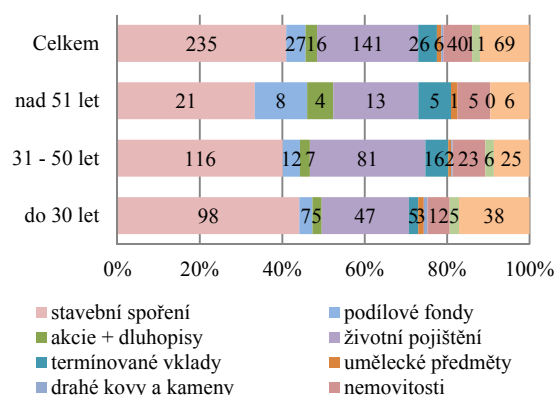 Celkem 235 27 16 141 26 6 40 11 69
nad 51 let 21 8 4 13 5 1 5 0 6
31 - 50 let 116 12 7 81 16 2 23 6 25
do 30 let 98 7 5 47 5 3 12 5 38
0% 20% 40% 60% 80% 100%
stavební spoření podílové fondy
akcie + dluhopisy životní pojištění
termínované vklady umělecké předměty
drahé kovy a kameny nemovitosti